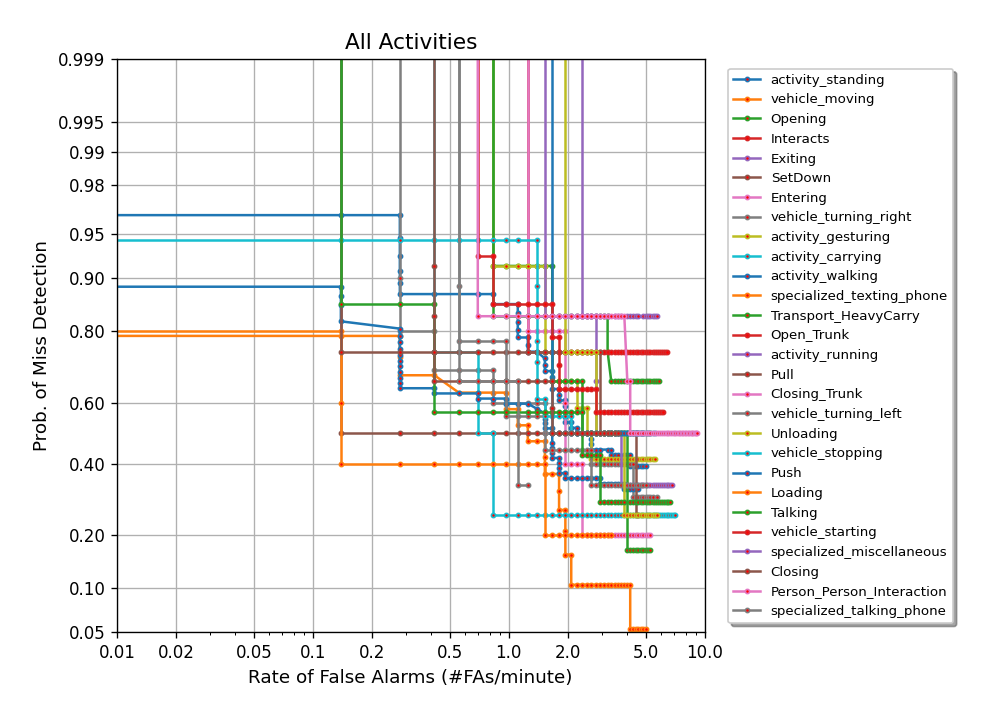 All Activities
Prob. of Miss Detection
0.999
0.995
0.99
0.98
0.95
0.90
0.80
0.60
0.40
0.20
0.10
0.05
0.01
0.02
0.05
0.1
0.2
0.5
1.0
2.0
5.0
10.0
Rate of False Alarms (#FAs/minute)
activity_standing
vehicle_moving
Opening
Interacts
Exiting
SetDown
Entering
vehicle_turning_right
activity_gesturing
activity_carrying
activity_walking
specialized_texting_phone
Transport_HeavyCarry
Open_Trunk
activity_running
Pull
Closing_Trunk
vehicle_turning_left
Unloading
vehicle_stopping
Push
Loading
Talking
vehicle_starting
specialized_miscellaneous
Closing
Person_Person_Interaction
specialized_talking_phone